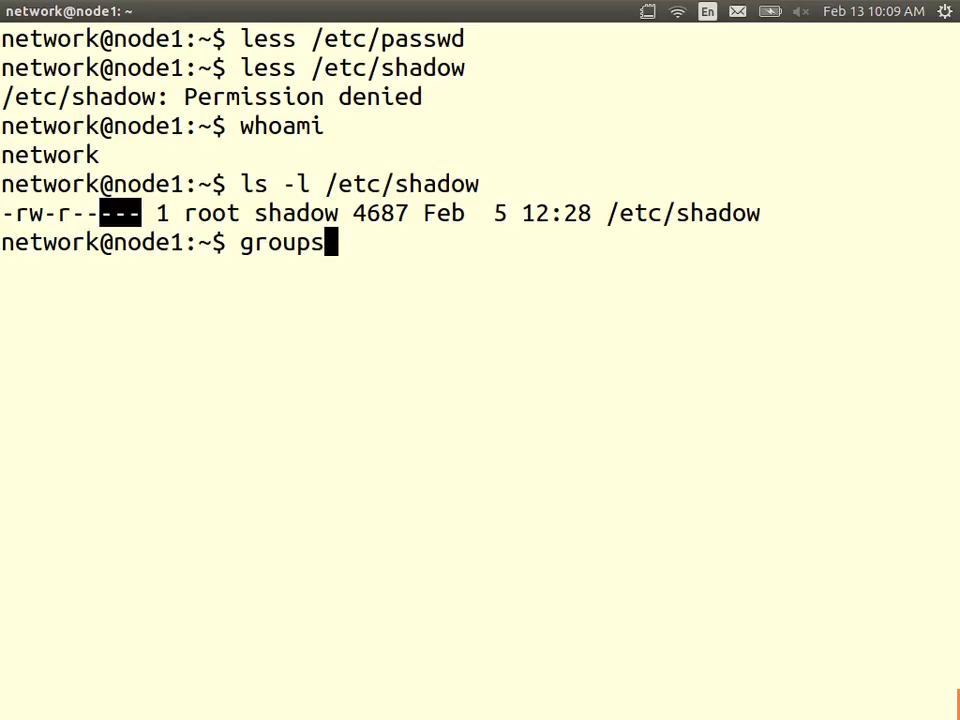 network@node1: ~
En
Feb 13 10:09 AM
network@node1:~$ less /etc/passwd
network@node1:~$ less /etc/shadow
/etc/shadow: Permission denied
network@node1:~$ whoami
network
network@node1:~$ ls -l /etc/shadow
-rw-r----- 1 root shadow 4687 Feb  5 12:28 /etc/shadow
network@node1:~$ groups